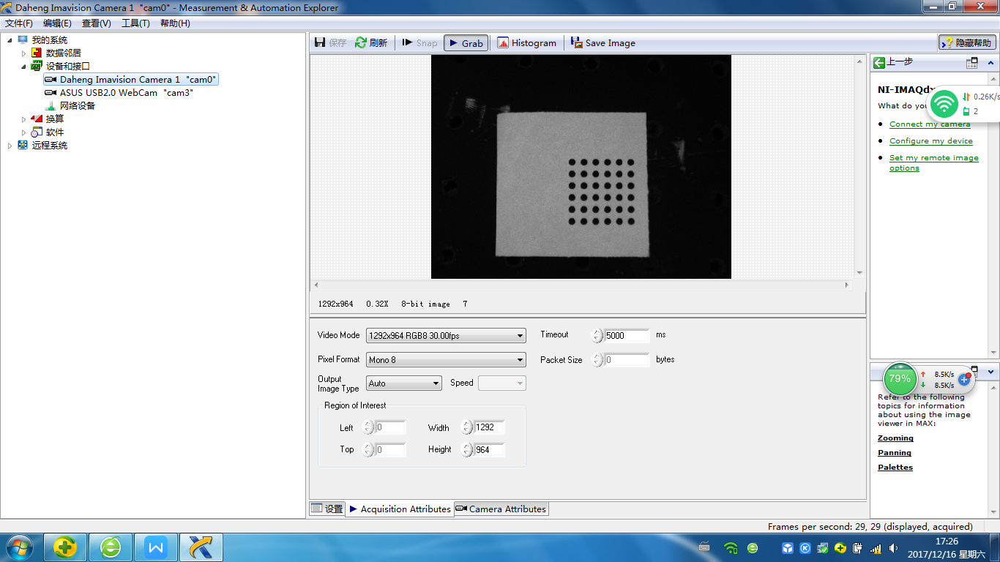 Daheng Imavision Camera 1 "cam0" - Measurement & Automation Explorer
文件(F) 编辑(E) 查看(V) 工具(T) 帮助(H)
我的系统
数据邻居
设备和接口
Daheng Imavision Camera 1 "cam0"
ASUS USB2.0 WebCam "cam3"
网络设备
换算
软件
远程系统
保存 刷新 Snap Grab Histogram Save Image 隐藏帮助
1292x964 0.32X 8-bit image 7
Video Mode 1292x964 RGB8 30.00fps Timeout 5000 ms
Pixel Format Mono 8 Packet Size 0 bytes
Output
Image Type Auto Speed
Region of Interest
Left 0 Width 1292
Top 0 Height 964
设置 Acquisition Attributes Camera Attributes
上一步
NI-IMAQdx
What do you
Connect my camera
Configure my device
Set my remote image
options
0.26K/s
2
79% 8.5K/s
8.5K/s
Refer to the following
topics for information
about using the image
viewer in MAX:
Zooming
Panning
Palettes
Frames per second: 29, 29 (displayed, acquired)
17:26
2017/12/16 星期六